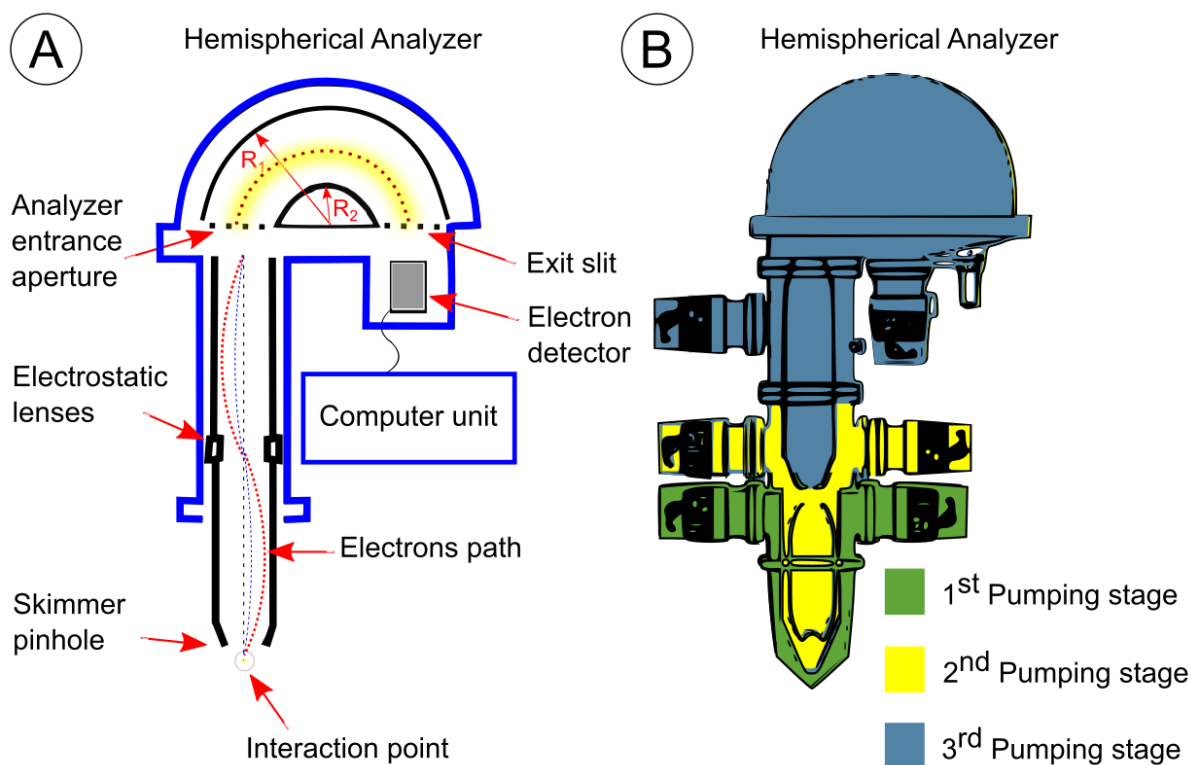 A
Hemispherical Analyzer
R1
R2
Analyzer
entrance
aperture
Exit slit
Electron
detector
Electrostatic
lenses
Computer unit
Electrons path
Skimmer
pinhole
Interaction point
B
Hemispherical Analyzer
1st Pumping stage
2nd Pumping stage
3rd Pumping stage